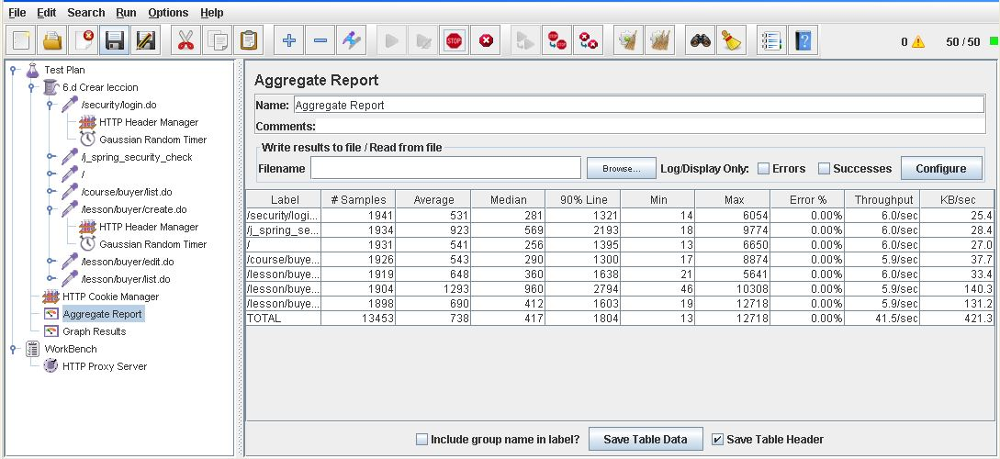 File Edit Search Run Options Help
STOP 0 50 / 50
Test Plan
6.d Crear leccion
/security/login.do
HTTP Header Manager
Gaussian Random Timer
/j_spring_security_check
/
/course/buyer/list.do
/lesson/buyer/create.do
HTTP Header Manager
Gaussian Random Timer
/lesson/buyer/edit.do
/lesson/buyer/list.do
HTTP Cookie Manager
Aggregate Report
Graph Results
WorkBench
HTTP Proxy Server
Aggregate Report
Name: Aggregate Report
Comments:
Write results to file / Read from file
Filename Browse... Log/Display Only: Errors Successes Configure
Label # Samples Average Median 90% Line Min Max Error % Throughput KB/sec
/security/logi... 1941 531 281 1321 14 6054 0.00% 6.0/sec 25.4
/j_spring_se... 1934 923 569 2193 18 9774 0.00% 6.0/sec 28.4
/ 1931 541 256 1395 13 6650 0.00% 6.0/sec 27.0
/course/buye... 1926 543 290 1300 17 8874 0.00% 5.9/sec 37.7
/lesson/buye... 1919 648 360 1638 21 5641 0.00% 6.0/sec 33.4
/lesson/buye... 1904 1293 960 2794 46 10308 0.00% 5.9/sec 140.3
/lesson/buye... 1898 690 412 1603 19 12718 0.00% 5.9/sec 131.2
TOTAL 13453 738 417 1804 13 12718 0.00% 41.5/sec 421.3
Include group name in label? Save Table Data Save Table Header